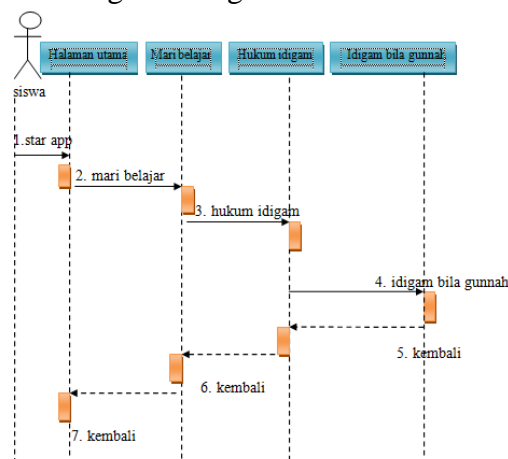 Halaman utama
Mari belajar
Hukum idigam
Idigam bila gunnah
siswa
1.star app
2. mari belajar
3. hukum idigam
4. idigam bila gunnah
5. kembali
6. kembali
7. kembali